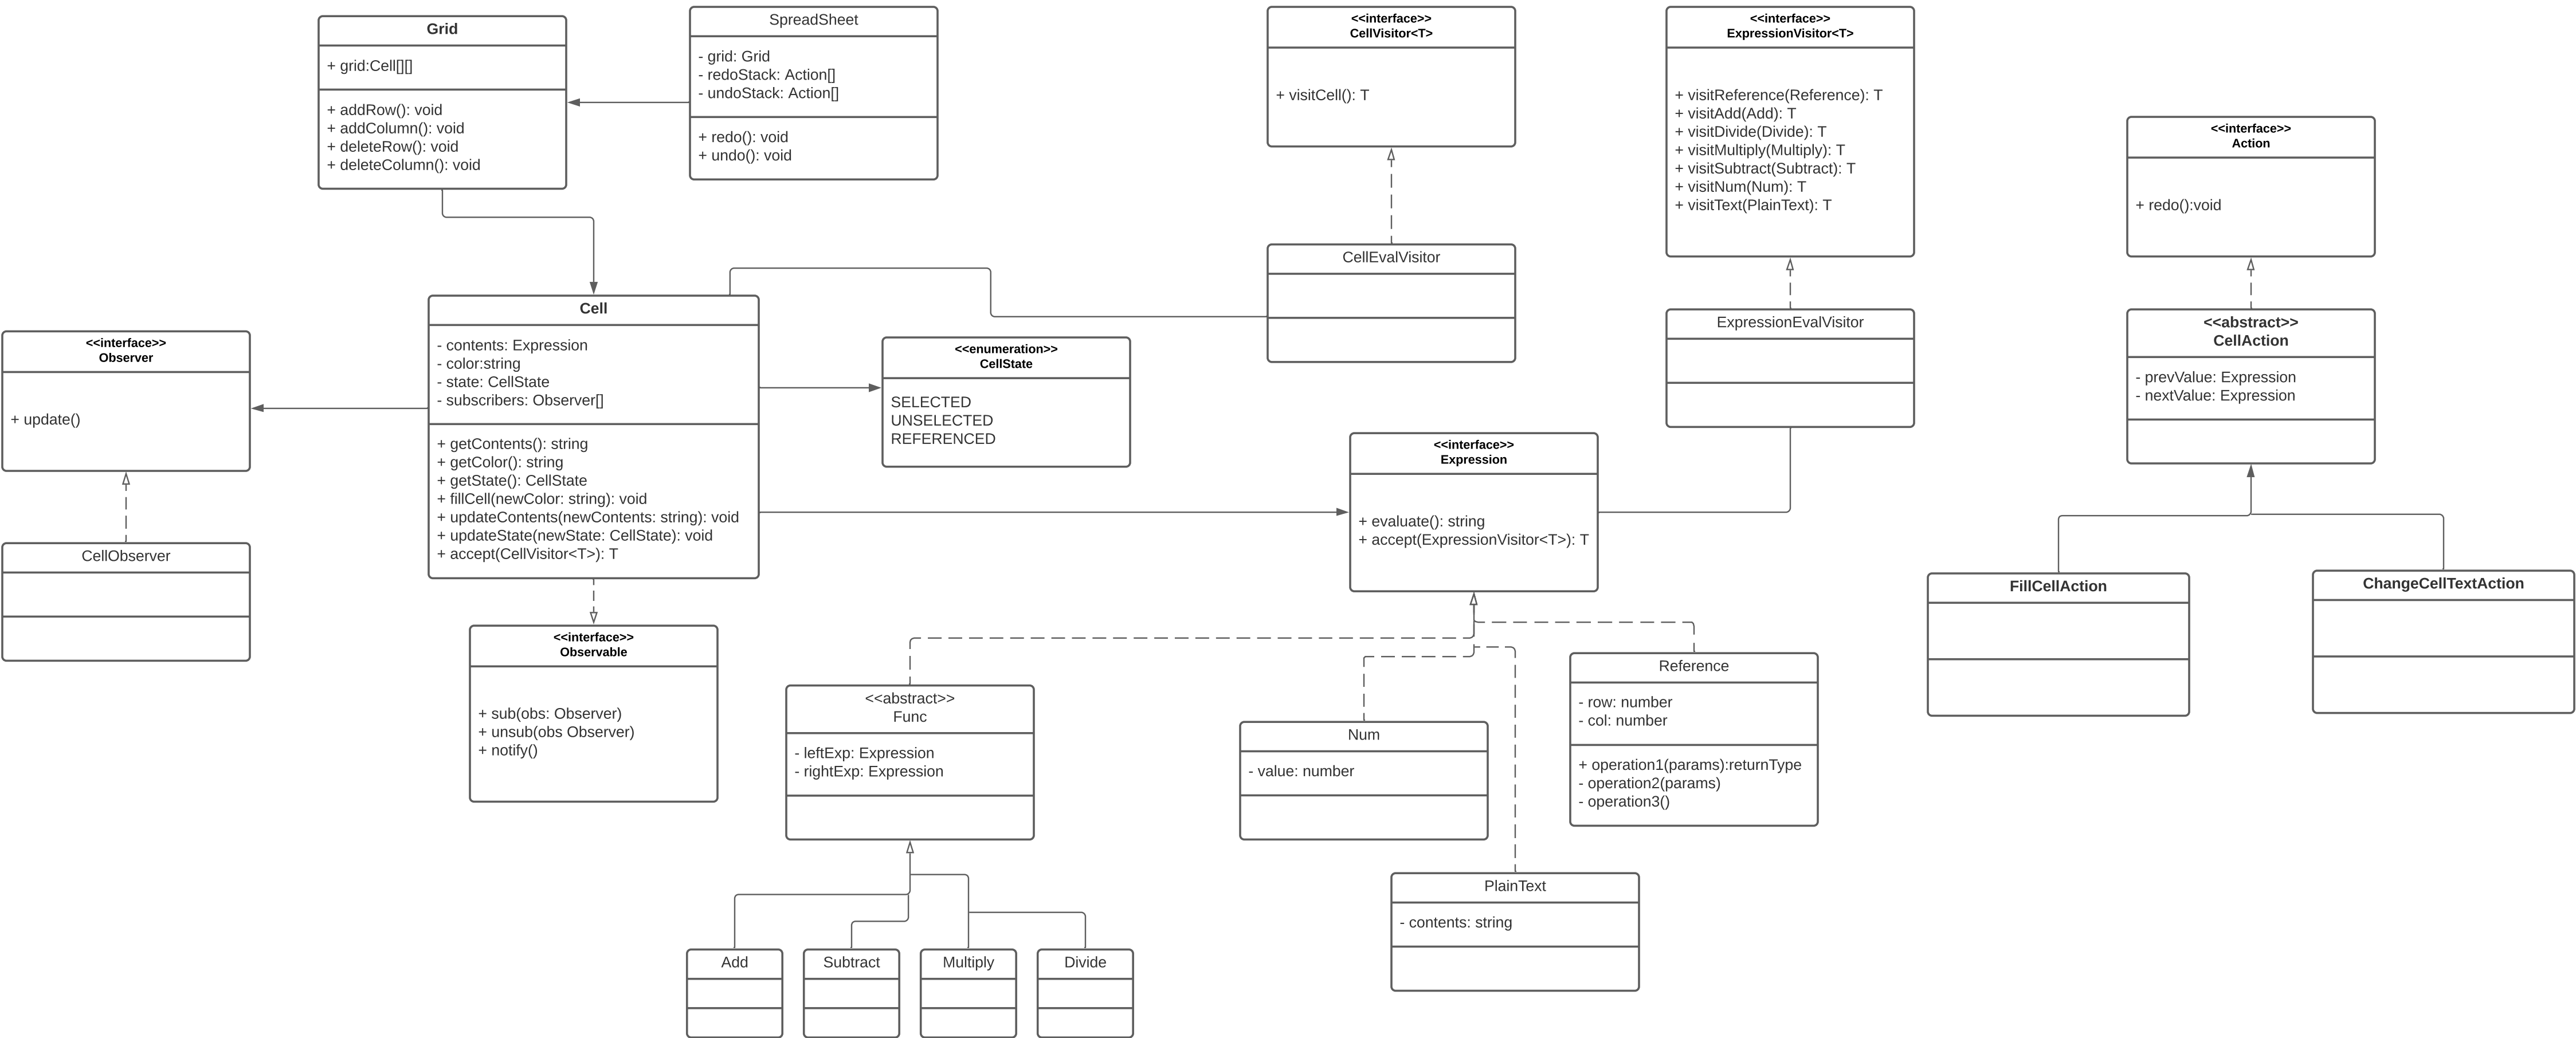 Grid
+ grid:Cell[][]
+ addRow(): void
+ addColumn(): void
+ deleteRow(): void
+ deleteColumn(): void
SpreadSheet
- grid: Grid
- redoStack: Action[]
- undoStack: Action[]
+ redo(): void
+ undo(): void
<<interface>>
CellVisitor<T>
+ visitCell(): T
<<interface>>
ExpressionVisitor<T>
+ visitReference(Reference): T
+ visitAdd(Add): T
+ visitDivide(Divide): T
+ visitMultiply(Multiply): T
+ visitSubtract(Subtract): T
+ visitNum(Num): T
+ visitText(PlainText): T
<<interface>>
Action
+ redo():void
CellEvalVisitor
<<interface>>
Observer
+ update()
Cell
- contents: Expression
- color:string
- state: CellState
- subscribers: Observer[]
+ getContents(): string
+ getColor(): string
+ getState(): CellState
+ fillCell(newColor: string): void
+ updateContents(newContents: string): void
+ updateState(newState: CellState): void
+ accept(CellVisitor<T>): T
<<enumeration>>
CellState
SELECTED
UNSELECTED
REFERENCED
ExpressionEvalVisitor
<<abstract>>
CellAction
- prevValue: Expression
- nextValue: Expression
<<interface>>
Expression
+ evaluate(): string
+ accept(ExpressionVisitor<T>): T
CellObserver
<<interface>>
Observable
+ sub(obs: Observer)
+ unsub(obs Observer)
+ notify()
FillCellAction
ChangeCellTextAction
<<abstract>>
Func
- leftExp: Expression
- rightExp: Expression
Num
- value: number
Reference
- row: number
- col: number
+ operation1(params):returnType
- operation2(params)
- operation3()
PlainText
- contents: string
Add
Subtract
Multiply
Divide